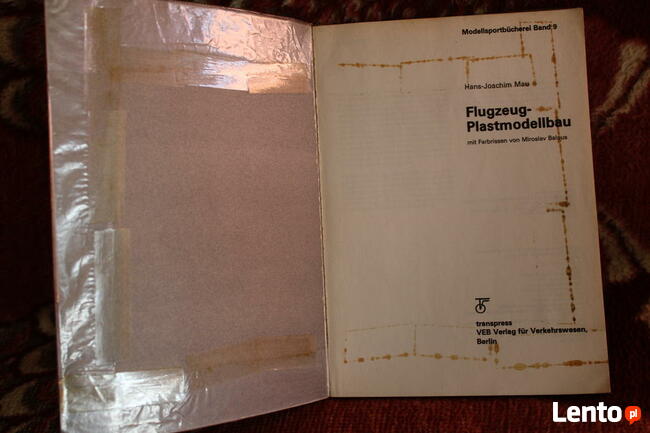 Modellsportbücherei Band 9
Hans-Joachim Mau
Flugzeug-
Plastmodellbau
mit Farbrissen von Miroslav Balous
transpress
VEB Verlag für Verkehrswesen,
Berlin
Lento.pl